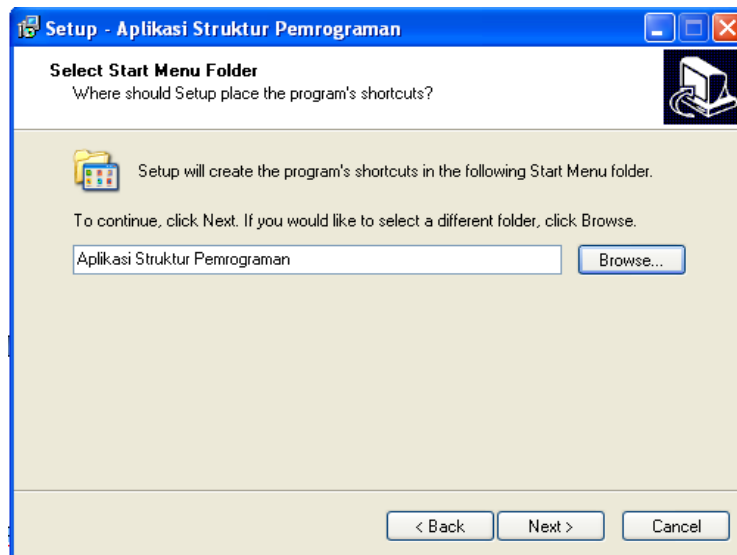 Setup - Aplikasi Struktur Pemrograman
Select Start Menu Folder
Where should Setup place the program's shortcuts?
Setup will create the program's shortcuts in the following Start Menu folder.
To continue, click Next. If you would like to select a different folder, click Browse.
Aplikasi Struktur Pemrograman
Browse...
< Back
Next >
Cancel